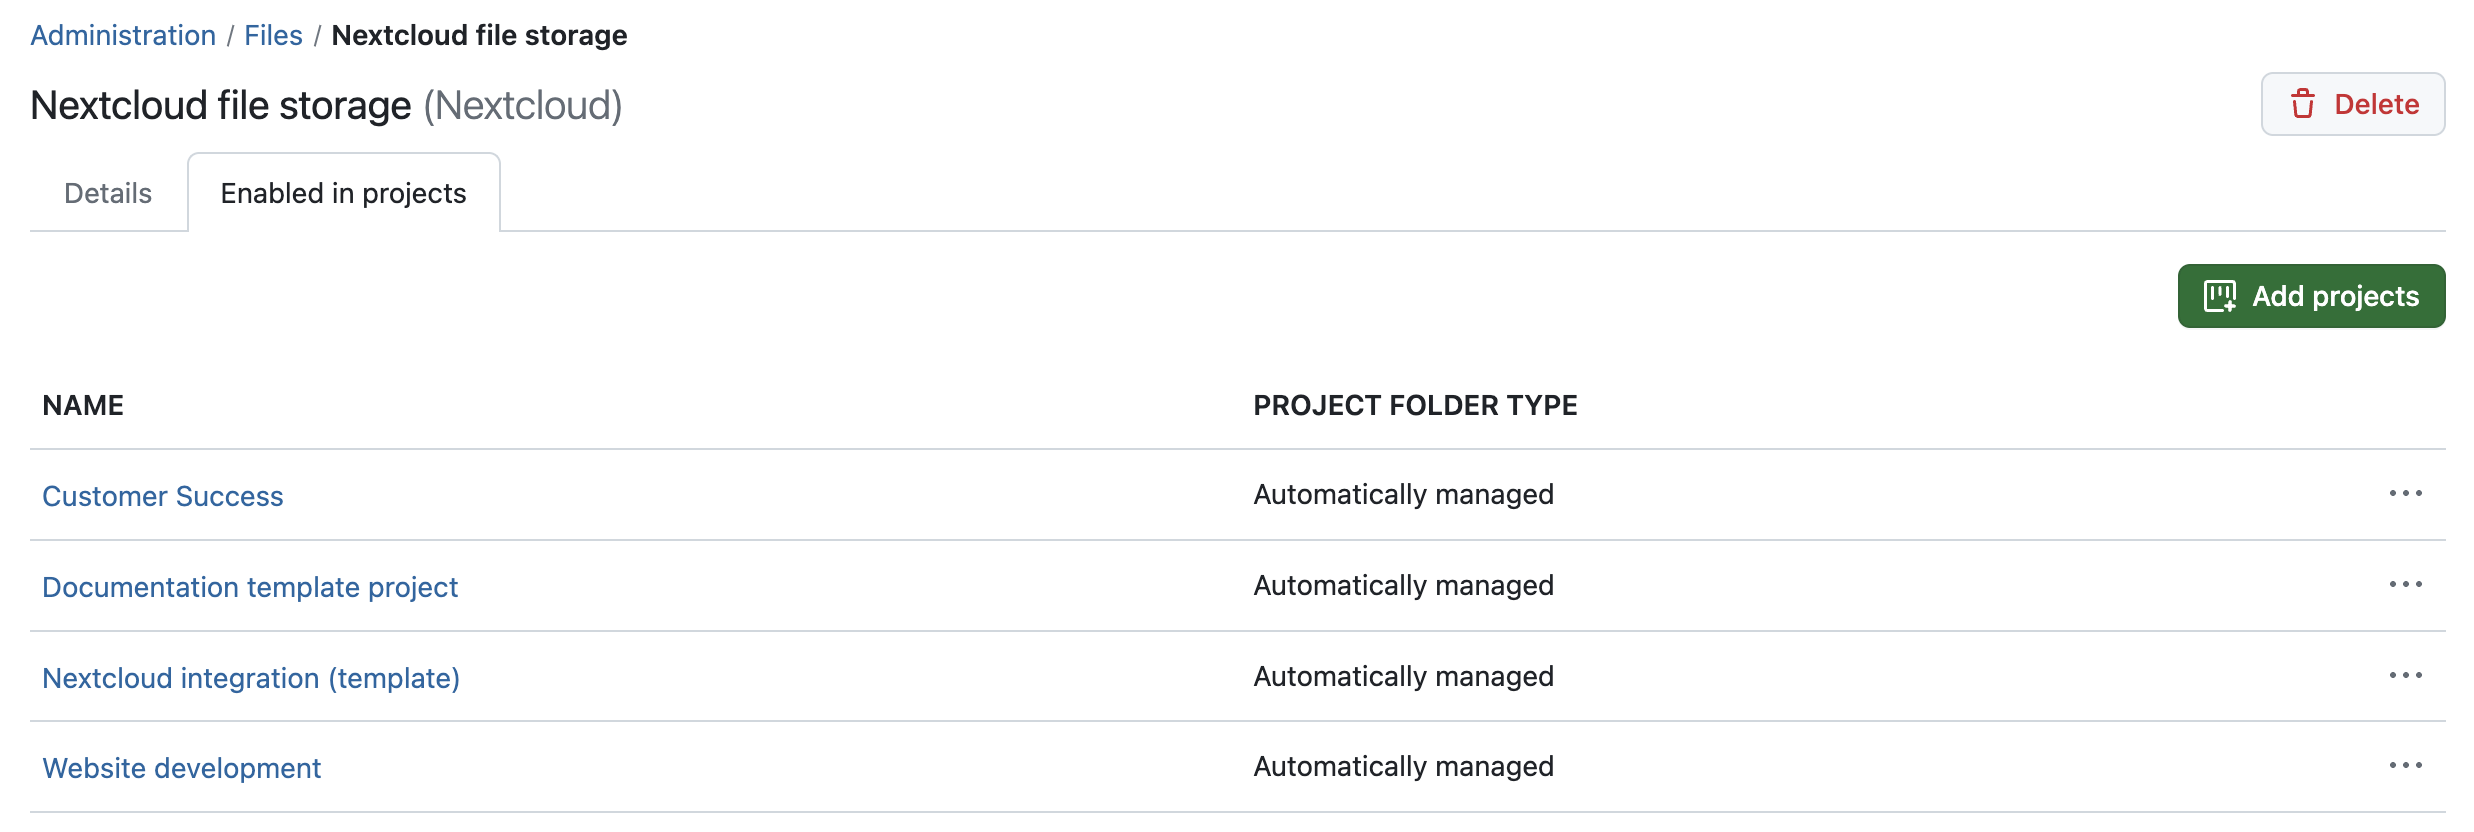 Administration / Files / Nextcloud file storage
Nextcloud file storage (Nextcloud)
Delete
Details
Enabled in projects
Add projects
NAME PROJECT FOLDER TYPE
Customer Success Automatically managed
Documentation template project Automatically managed
Nextcloud integration (template) Automatically managed
Website development Automatically managed